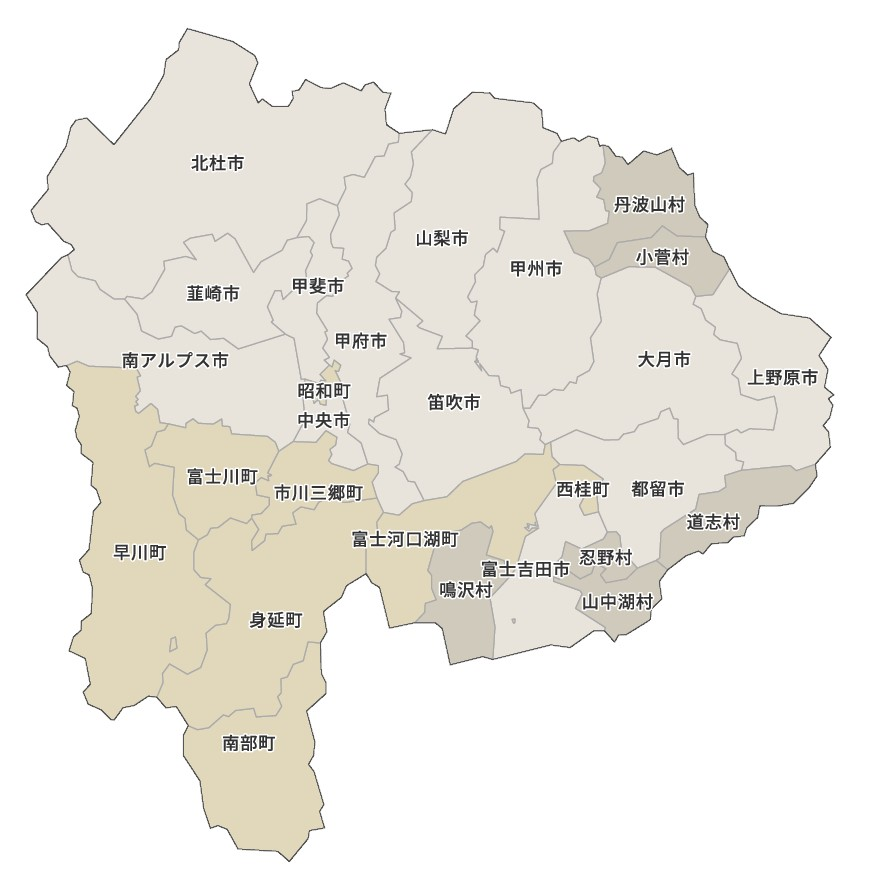 北杜市
丹波山村
山梨市
小菅村
甲州市
甲斐市
韮崎市
甲府市
南アルプス市
大月市
上野原市
昭和町
笛吹市
中央市
富士川町
市川三郷町
西桂町
都留市
道志村
富士河口湖町
早川町
忍野村
富士吉田市
鳴沢村
山中湖村
身延町
南部町